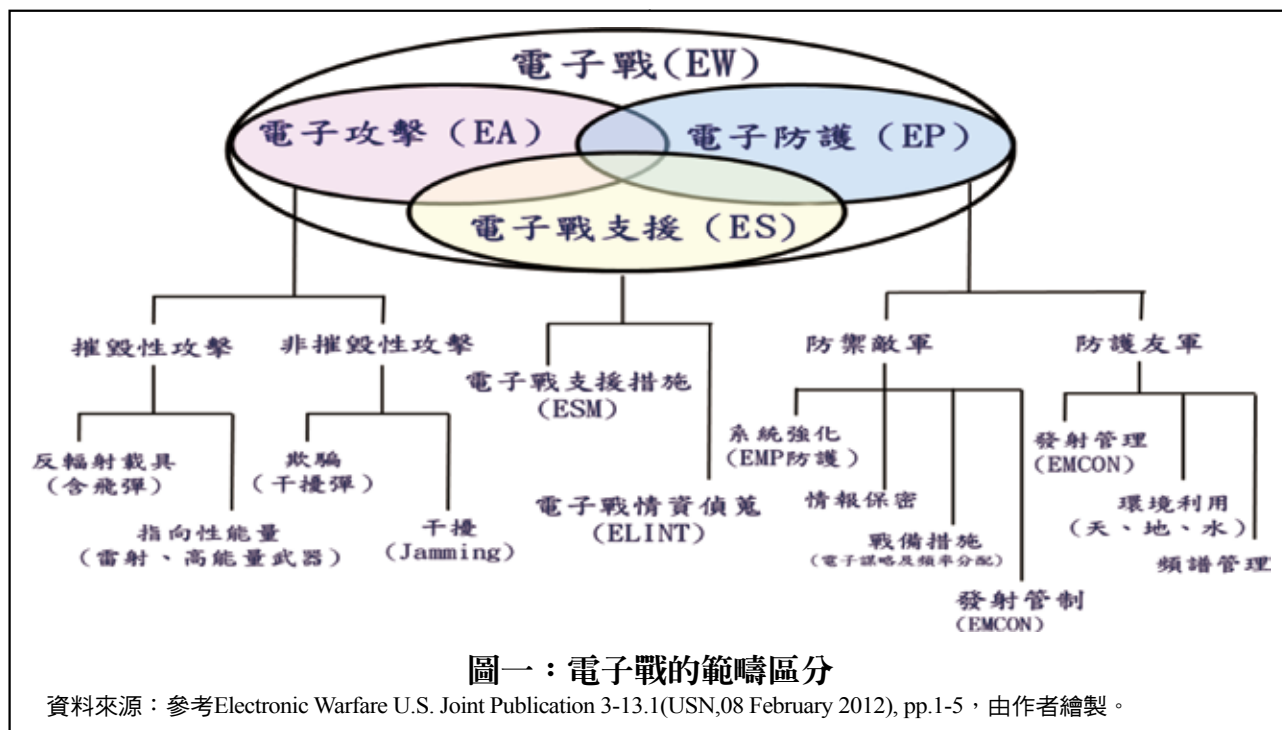 電子戰(EW)
電子攻擊（EA）
電子防護（EP）
電子戰支援（ES）
摧毀性攻擊
非摧毀性攻擊
防禦敵軍
防護友軍
電子戰支援措施
(ESM)
反輻射載具
(含飛彈)
欺騙
(干擾彈)
系統強化
(EMP防護)
發射管理
(EMCON)
指向性能量
(雷射、高能量武器)
干擾
(Jamming)
電子戰情資偵蒐
(ELINT)
情報保密
戰備措施
(電子謀略及頻率分配)
環境利用
(天、地、水)
頻譜管理
發射管制
(EMCON)
圖一：電子戰的範疇區分
資料來源：參考Electronic Warfare U.S. Joint Publication 3-13.1(USN,08 February 2012), pp.1-5，由作者繪製。